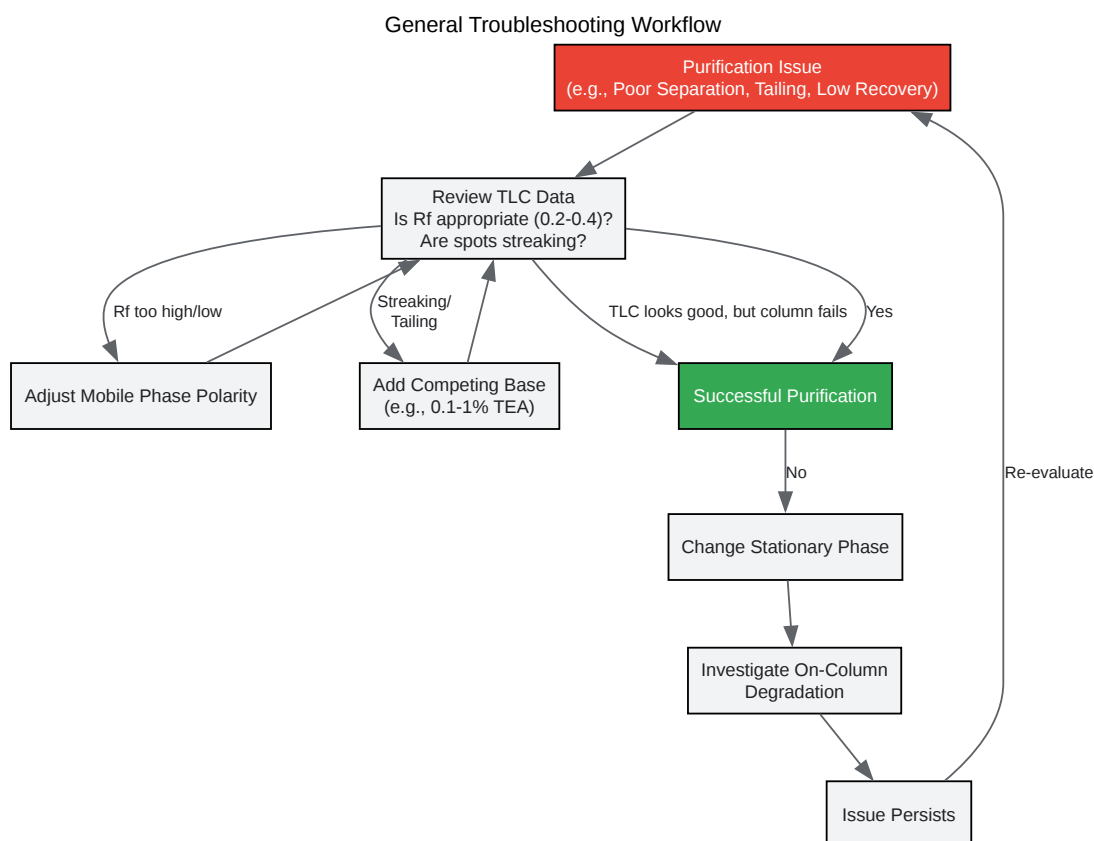 General Troubleshooting Workflow
Purification Issue
(e.g., Poor Separation, Tailing, Low Recovery)
Review TLC Data
Is Rf appropriate (0.2-0.4)?
Are spots streaking?
Rf too high/low
Streaking/
Tailing
TLC looks good, but column fails
Yes
Adjust Mobile Phase Polarity
Add Competing Base
(e.g., 0.1-1% TEA)
Successful Purification
No
Re-evaluate
Change Stationary Phase
Investigate On-Column
Degradation
Issue Persists